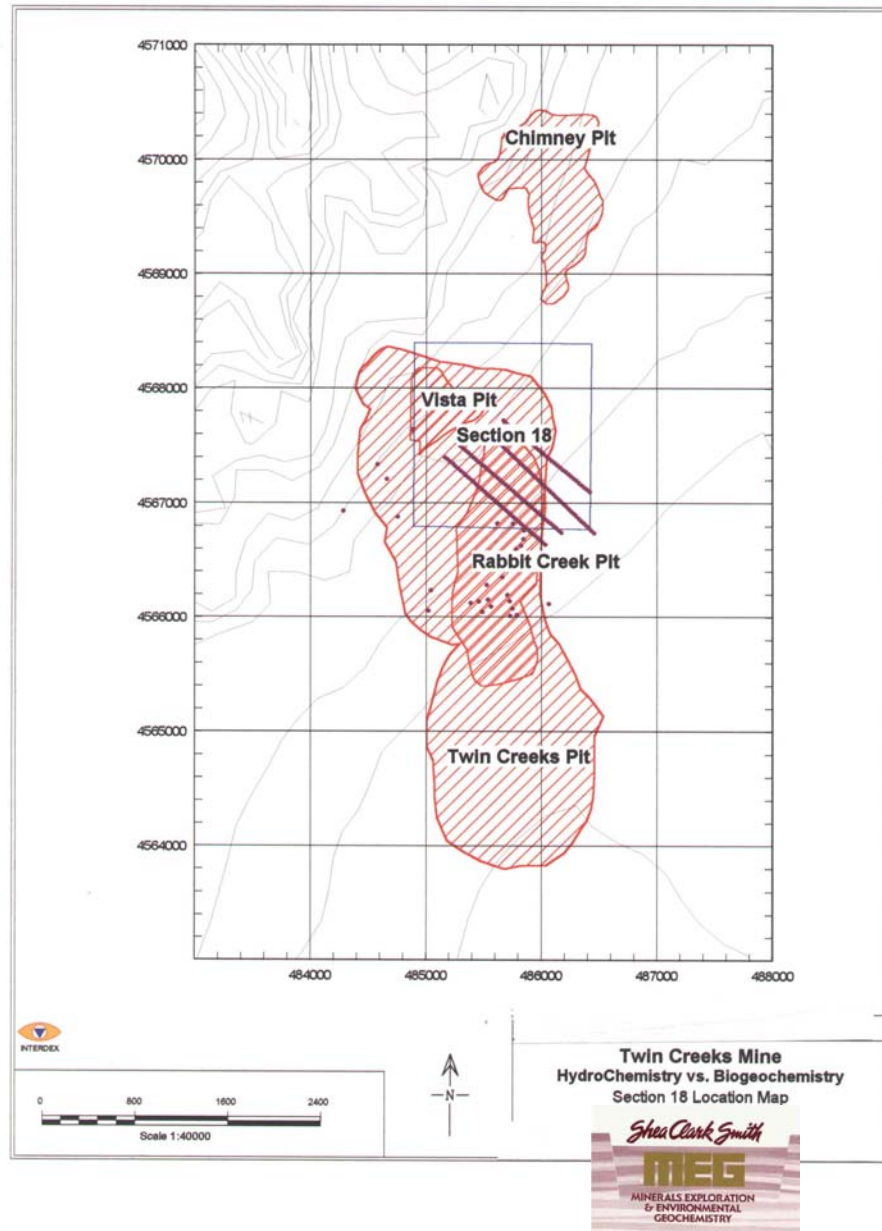 4571000
Chimney Pit
4570000
4569000
4568000
Vista Pit
Section 18
4567000
Rabbit Creek Pit
4566000
4565000
Twin Creeks Pit
4564000
484000 485000 486000 487000 488000
INTERDEX
0 800 1600 2400
Scale 1:40000
N
Twin Creeks Mine
HydroChemistry vs. Biogeochemistry
Section 18 Location Map
Shea Clark Smith
MEG
MINERALS EXPLORATION
& ENVIRONMENTAL
GEOCHEMISTRY